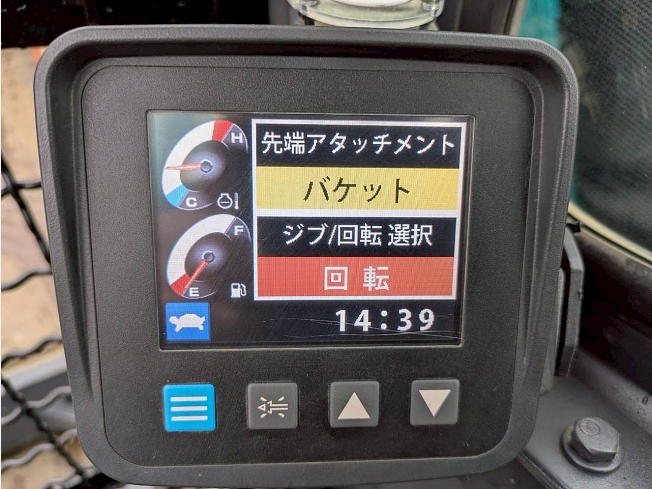 H
先端アタッチメント
C
バケット
F
ジブ/回転 選択
E
回転
14:39